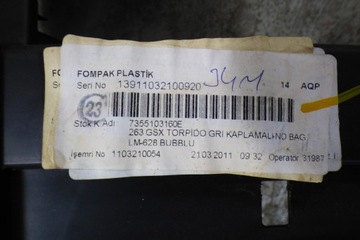 FOMPAK PLASTİK
Seri No 13911032100920 14 AQP
23
Stok K.Adı 7355103160E
263 GSX TORPİDO GRI KAPLAMALI-NO BAG
LM-628 BUBBLU
İşemri No 1103210054 21.03.2011 09:32 Operatör 31987